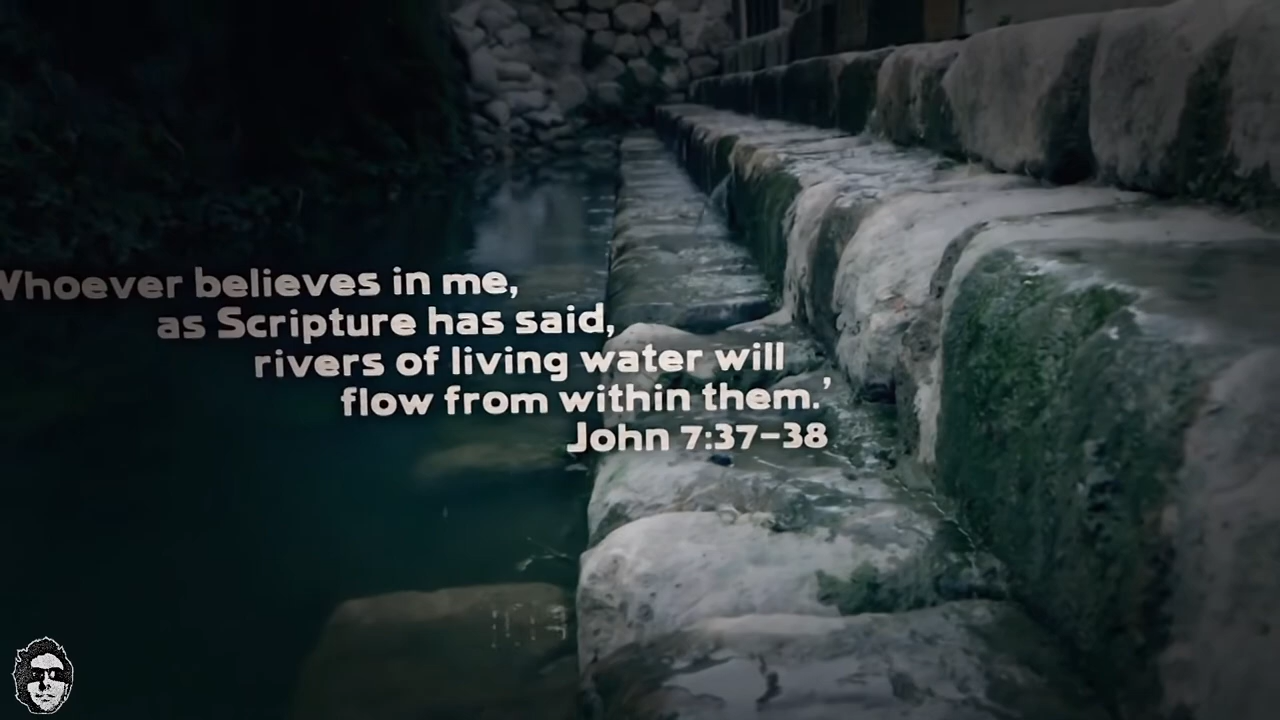 Whoever believes in me,
as Scripture has said,
rivers of living water will
flow from within them.’
John 7:37–38